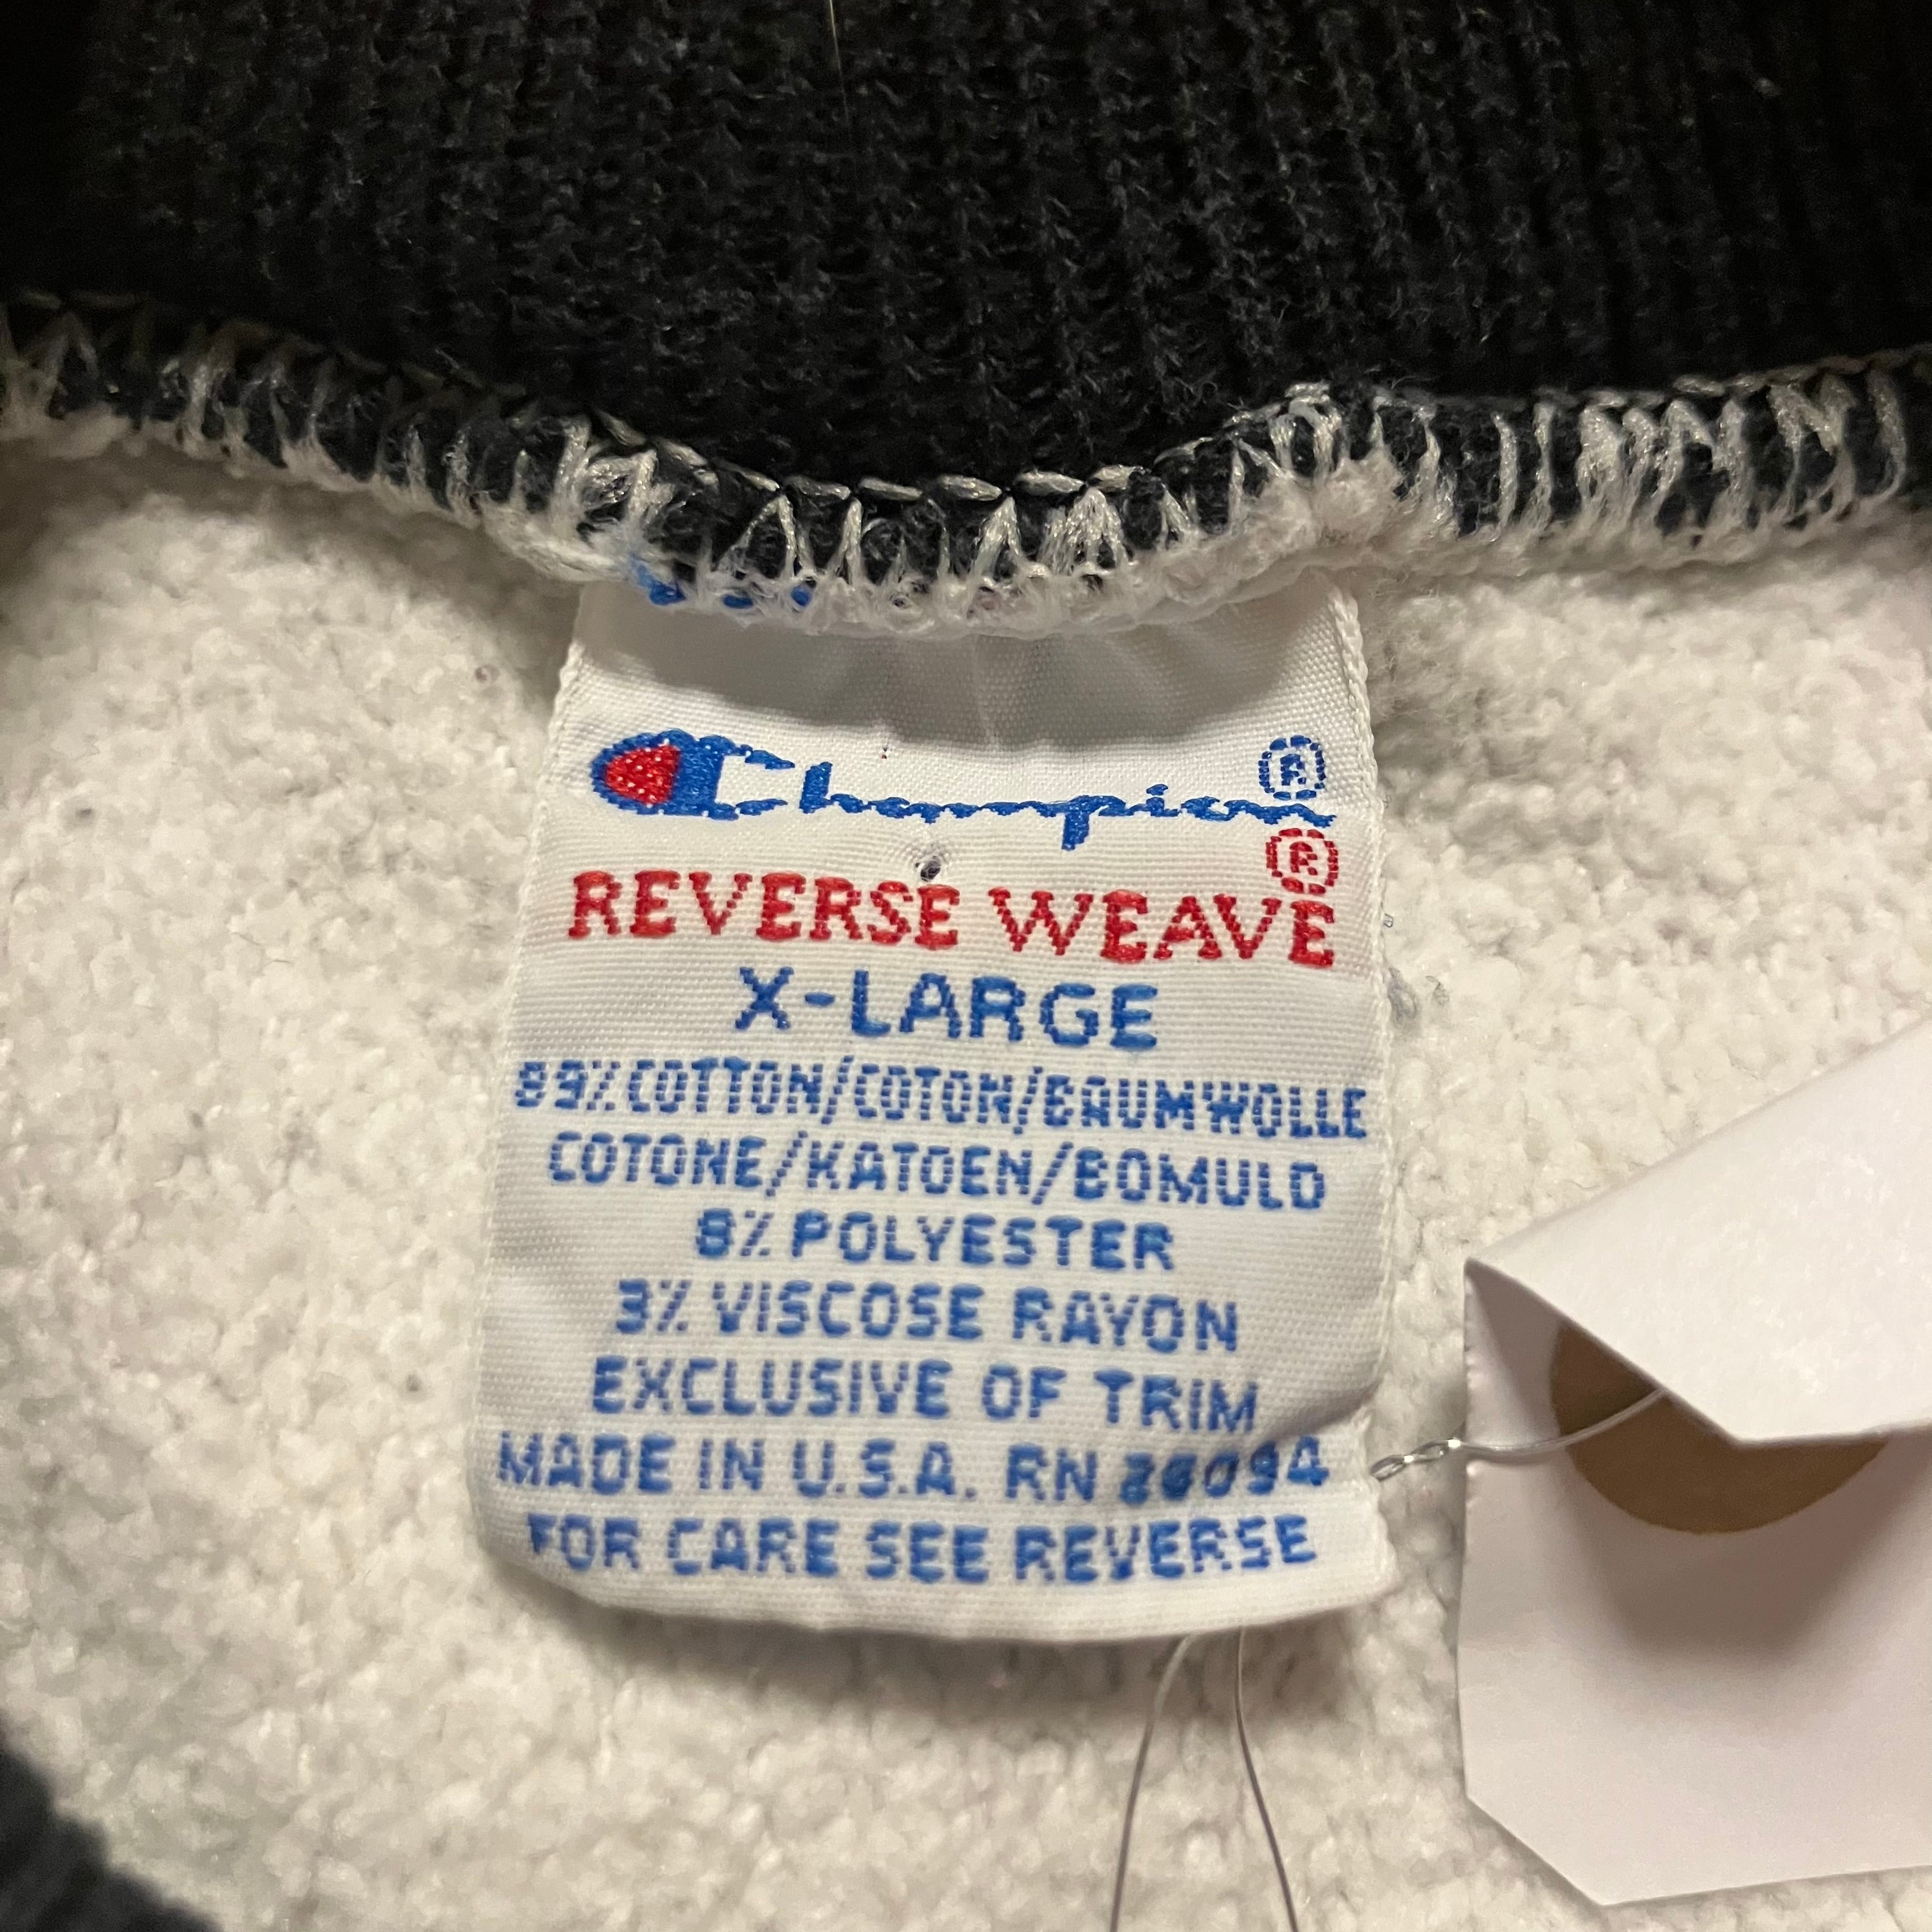 Champion®
REVERSE WEAVE®
X-LARGE
89% COTTON/COTON/BAUMWOLLE
COTONE/KATOEN/BOMULD
8% POLYESTER
3% VISCOSE RAYON
EXCLUSIVE OF TRIM
MADE IN U.S.A. RN 26094
FOR CARE SEE REVERSE